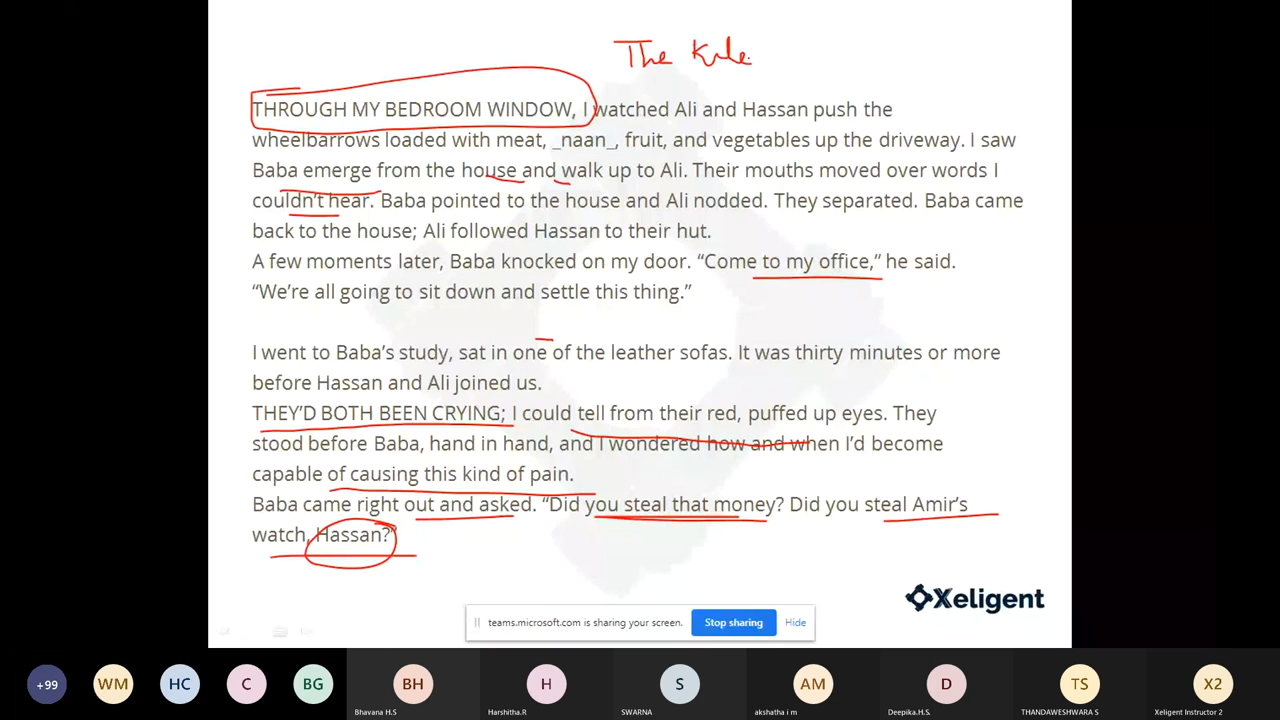 The Kite
THROUGH MY BEDROOM WINDOW, I watched Ali and Hassan push the
wheelbarrows loaded with meat, _naan_, fruit, and vegetables up the driveway. I saw
Baba emerge from the house and walk up to Ali. Their mouths moved over words I
couldn't hear. Baba pointed to the house and Ali nodded. They separated. Baba came
back to the house; Ali followed Hassan to their hut.
A few moments later, Baba knocked on my door. “Come to my office,” he said.
“We’re all going to sit down and settle this thing.”
I went to Baba’s study, sat in one of the leather sofas. It was thirty minutes or more
before Hassan and Ali joined us.
THEY’D BOTH BEEN CRYING; I could tell from their red, puffed up eyes. They
stood before Baba, hand in hand, and I wondered how and when I’d become
capable of causing this kind of pain.
Baba came right out and asked. “Did you steal that money? Did you steal Amir’s
watch, Hassan?”
Xeligent
teams.microsoft.com is sharing your screen. Stop sharing Hide
+99 WM HC C BG BH H S AM D TS X2
Bhavana H.S Harshitha.R SWARNA akshatha i m Deepika.H.S. THANDAWESHWARA S Xeligent Instructor 2